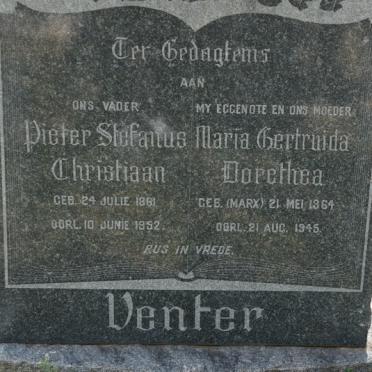 Ter Gedagtenis
AAN
ONS VADER
Pieter Stefanus
Christiaan
GEB. 24 JULIE 1861
OORL. 10 JUNIE 1952.
MY EGGENOTE EN ONS MOEDER
Maria Gertruida
Dorothea
GEB. (MARX) 21 MEI 1864
OORL. 21 AUG. 1945.
RUS IN VREDE.
Venter